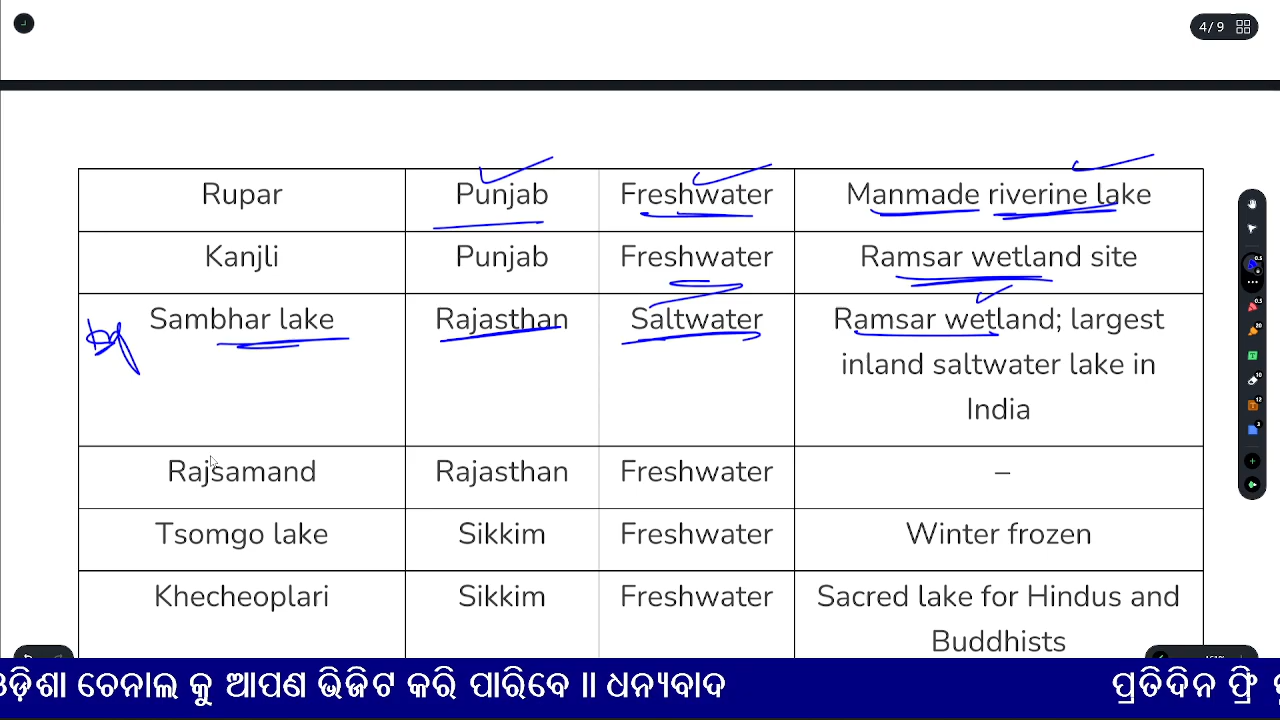 4/9
Rupar Punjab Freshwater Manmade riverine lake
Kanjli Punjab Freshwater Ramsar wetland site
Sambhar lake Rajasthan Saltwater Ramsar wetland; largest
inland saltwater lake in
India
Rajsamand Rajasthan Freshwater –
Tsomgo lake Sikkim Freshwater Winter frozen
Khecheoplari Sikkim Freshwater Sacred lake for Hindus and
Buddhists
ଓଡ଼ିଶା ଚେନାଲ କୁ ଆପଣ ଭିଜିଟ କରି ପାରିବେ ॥ ଧନ୍ୟବାଦ ପ୍ରତିଦିନ ଫ୍ରି